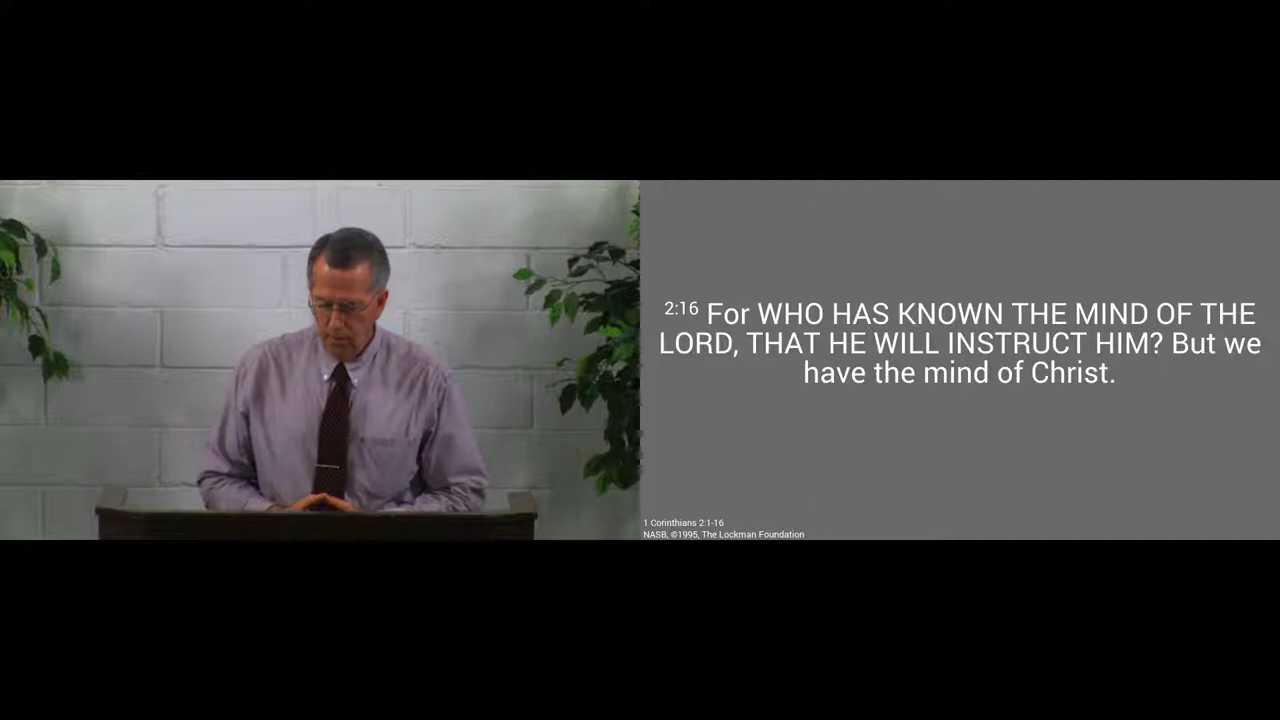 2:16 For WHO HAS KNOWN THE MIND OF THE
LORD, THAT HE WILL INSTRUCT HIM? But we
have the mind of Christ.
1 Corinthians 2:1-16
NASB, ©1995, The Lockman Foundation